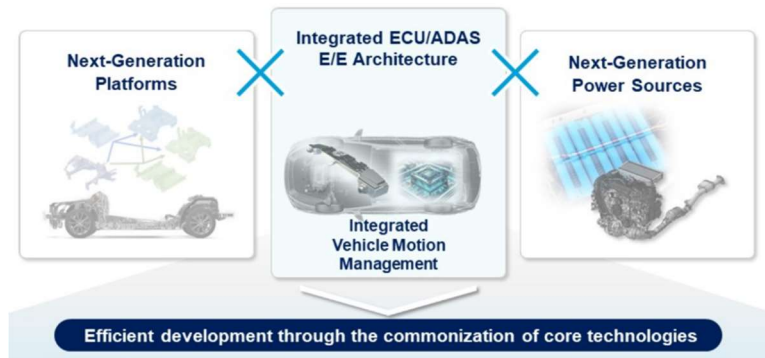 Next-Generation
Platforms
Integrated ECU/ADAS
E/E Architecture
Integrated
Vehicle Motion
Management
Next-Generation
Power Sources
Efficient development through the commonization of core technologies